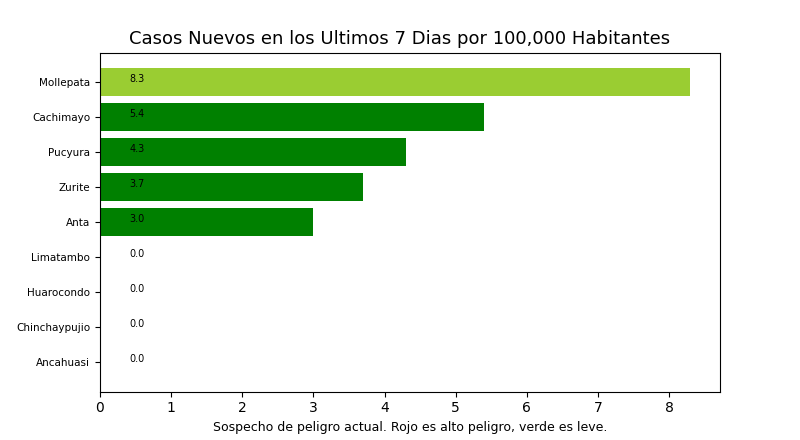 Casos Nuevos en los Ultimos 7 Dias por 100,000 Habitantes
Mollepata 8.3
Cachimayo 5.4
Pucyura 4.3
Zurite 3.7
Anta 3.0
Limatambo 0.0
Huarocondo 0.0
Chinchaypujio 0.0
Ancahuasi 0.0
0 1 2 3 4 5 6 7 8
Sospecho de peligro actual. Rojo es alto peligro, verde es leve.